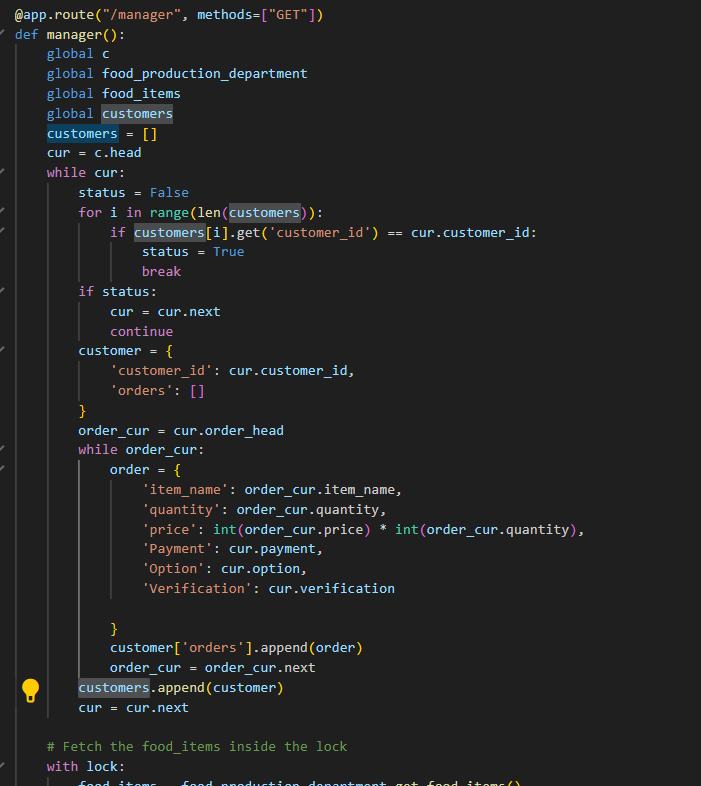 @app.route("/manager", methods=["GET"])
def manager():
    global c
    global food_production_department
    global food_items
    global customers
    customers = []
    cur = c.head
    while cur:
        status = False
        for i in range(len(customers)):
            if customers[i].get('customer_id') == cur.customer_id:
                status = True
                break
        if status:
            cur = cur.next
            continue
        customer = {
            'customer_id': cur.customer_id,
            'orders': []
        }
        order_cur = cur.order_head
        while order_cur:
            order = {
                'item_name': order_cur.item_name,
                'quantity': order_cur.quantity,
                'price': int(order_cur.price) * int(order_cur.quantity),
                'Payment': cur.payment,
                'Option': cur.option,
                'Verification': cur.verification

            }
            customer['orders'].append(order)
            order_cur = order_cur.next
        customers.append(customer)
        cur = cur.next

    # Fetch the food_items inside the lock
    with lock:
        food_items = food_production_department.get_food_items()